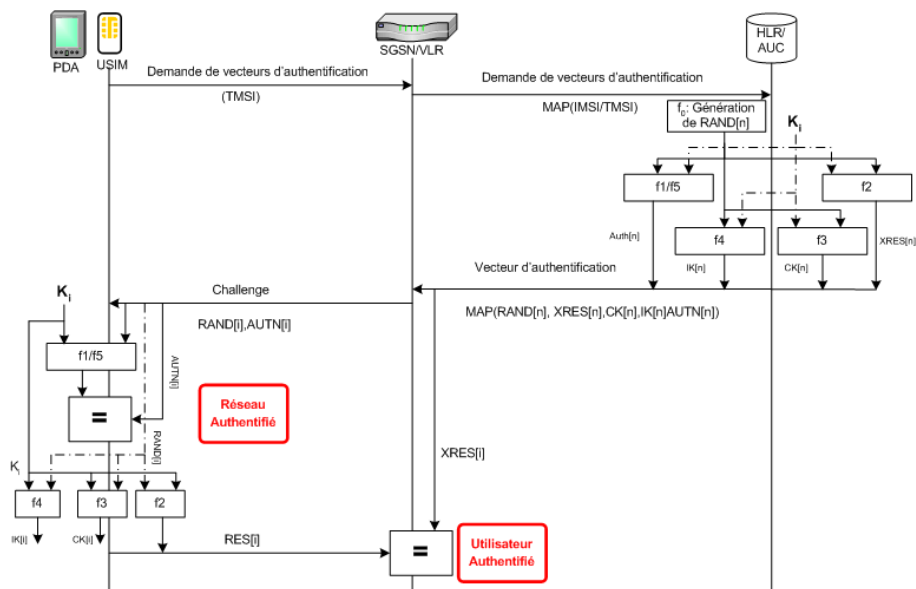 PDA
USIM
SGSN/VLR
HLR/
AUC
Demande de vecteurs d'authentification
(TMSI)
Demande de vecteurs d'authentification
MAP(IMSI/TMSI)
f0: Génération
de RAND[n]
Ki
f1/f5
f2
Auth[n]
f4
f3
XRES[n]
IK[n]
CK[n]
Vecteur d'authentification
MAP(RAND[n], XRES[n],CK[n],IK[n]AUTN[n])
Challenge
RAND[i],AUTN[i]
Ki
f1/f5
AUTN[i]
=
Réseau
Authentifié
RAND[i]
XRES[i]
Ki
f4
f3
f2
IK[i]
CK[i]
RES[i]
=
Utilisateur
Authentifié